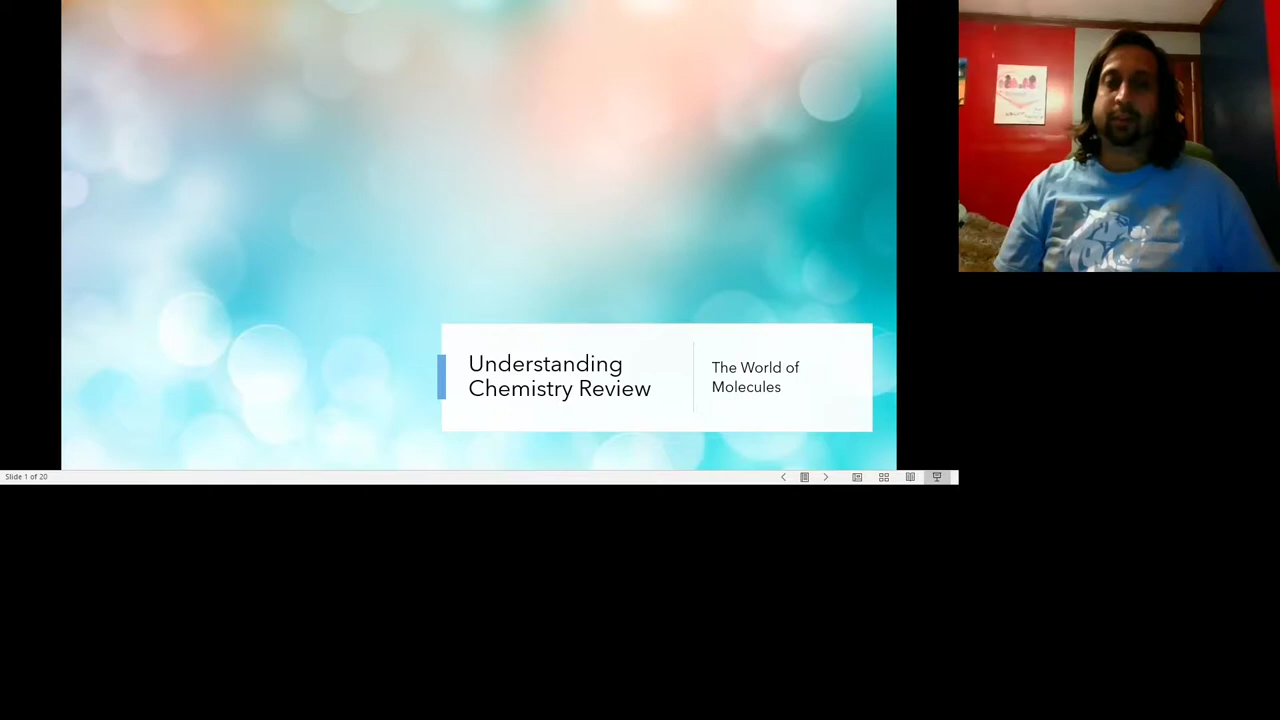 Understanding
Chemistry Review
The World of
Molecules
Slide 1 of 20